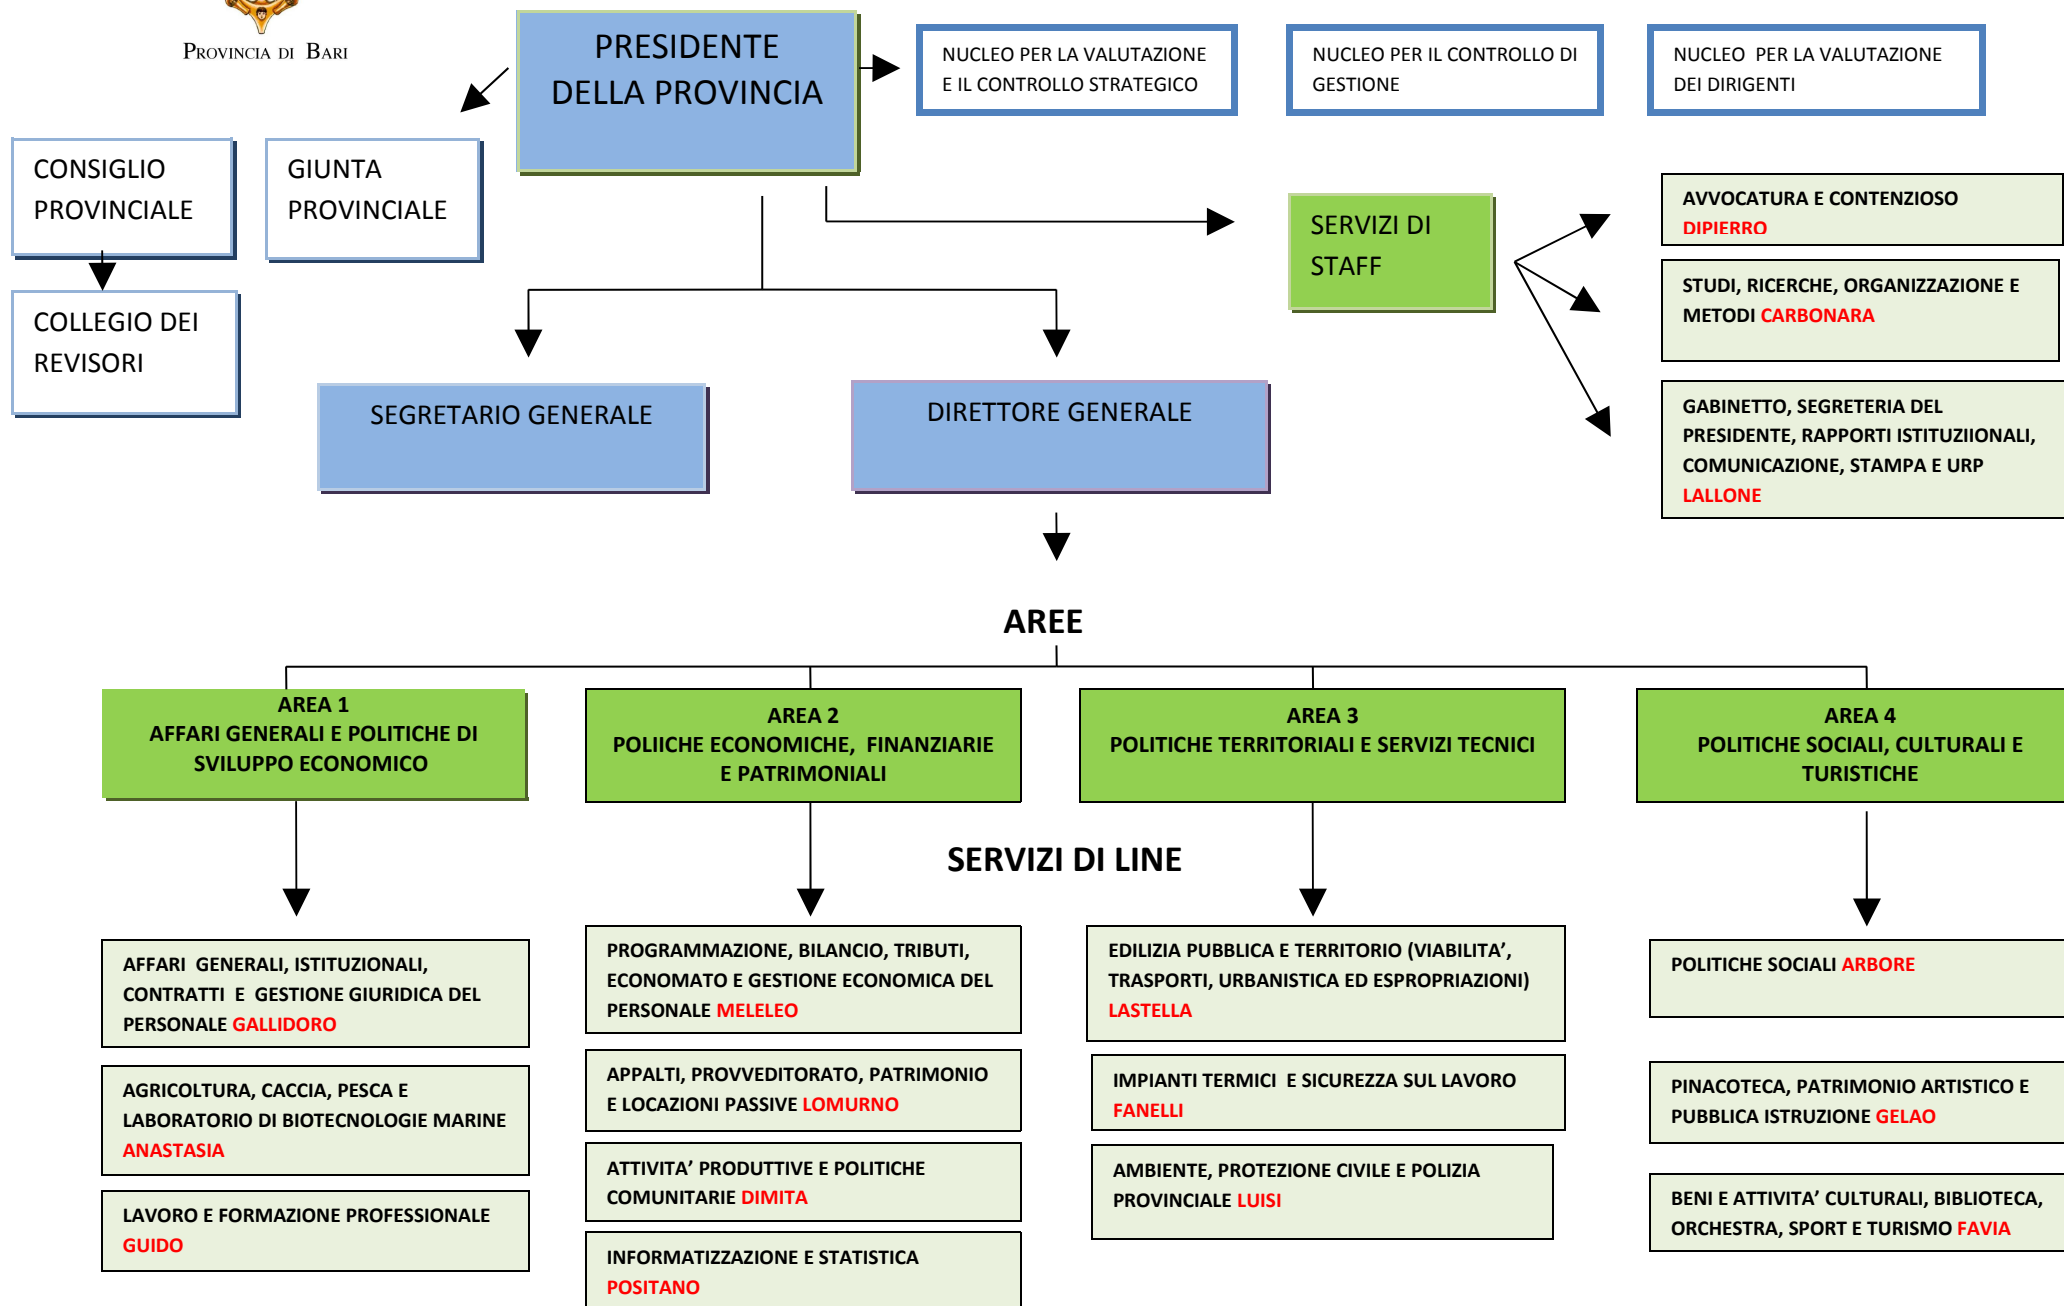 PROVINCIA DI BARI
PRESIDENTE
DELLA PROVINCIA
NUCLEO PER LA VALUTAZIONE
E IL CONTROLLO STRATEGICO
NUCLEO PER IL CONTROLLO DI
GESTIONE
NUCLEO PER LA VALUTAZIONE
DEI DIRIGENTI
CONSIGLIO
PROVINCIALE
GIUNTA
PROVINCIALE
COLLEGIO DEI
REVISORI
SERVIZI DI
STAFF
AVVOCATURA E CONTENZIOSO
DIPIERRO
STUDI, RICERCHE, ORGANIZZAZIONE E
METODI CARBONARA
GABINETTO, SEGRETERIA DEL
PRESIDENTE, RAPPORTI ISTITUZIIONALI,
COMUNICAZIONE, STAMPA E URP
LALLONE
SEGRETARIO GENERALE
DIRETTORE GENERALE
AREE
AREA 1
AFFARI GENERALI E POLITICHE DI
SVILUPPO ECONOMICO
AREA 2
POLIICHE ECONOMICHE, FINANZIARIE
E PATRIMONIALI
AREA 3
POLITICHE TERRITORIALI E SERVIZI TECNICI
AREA 4
POLITICHE SOCIALI, CULTURALI E
TURISTICHE
SERVIZI DI LINE
AFFARI GENERALI, ISTITUZIONALI,
CONTRATTI E GESTIONE GIURIDICA DEL
PERSONALE GALLIDORO
AGRICOLTURA, CACCIA, PESCA E
LABORATORIO DI BIOTECNOLOGIE MARINE
ANASTASIA
LAVORO E FORMAZIONE PROFESSIONALE
GUIDO
PROGRAMMAZIONE, BILANCIO, TRIBUTI,
ECONOMATO E GESTIONE ECONOMICA DEL
PERSONALE MELELEO
APPALTI, PROVVEDITORATO, PATRIMONIO
E LOCAZIONI PASSIVE LOMURNO
ATTIVITA’ PRODUTTIVE E POLITICHE
COMUNITARIE DIMITA
INFORMATIZZAZIONE E STATISTICA
POSITANO
EDILIZIA PUBBLICA E TERRITORIO (VIABILITA’,
TRASPORTI, URBANISTICA ED ESPROPRIAZIONI)
LASTELLA
IMPIANTI TERMICI E SICUREZZA SUL LAVORO
FANELLI
AMBIENTE, PROTEZIONE CIVILE E POLIZIA
PROVINCIALE LUISI
POLITICHE SOCIALI ARBORE
PINACOTECA, PATRIMONIO ARTISTICO E
PUBBLICA ISTRUZIONE GELAO
BENI E ATTIVITA’ CULTURALI, BIBLIOTECA,
ORCHESTRA, SPORT E TURISMO FAVIA